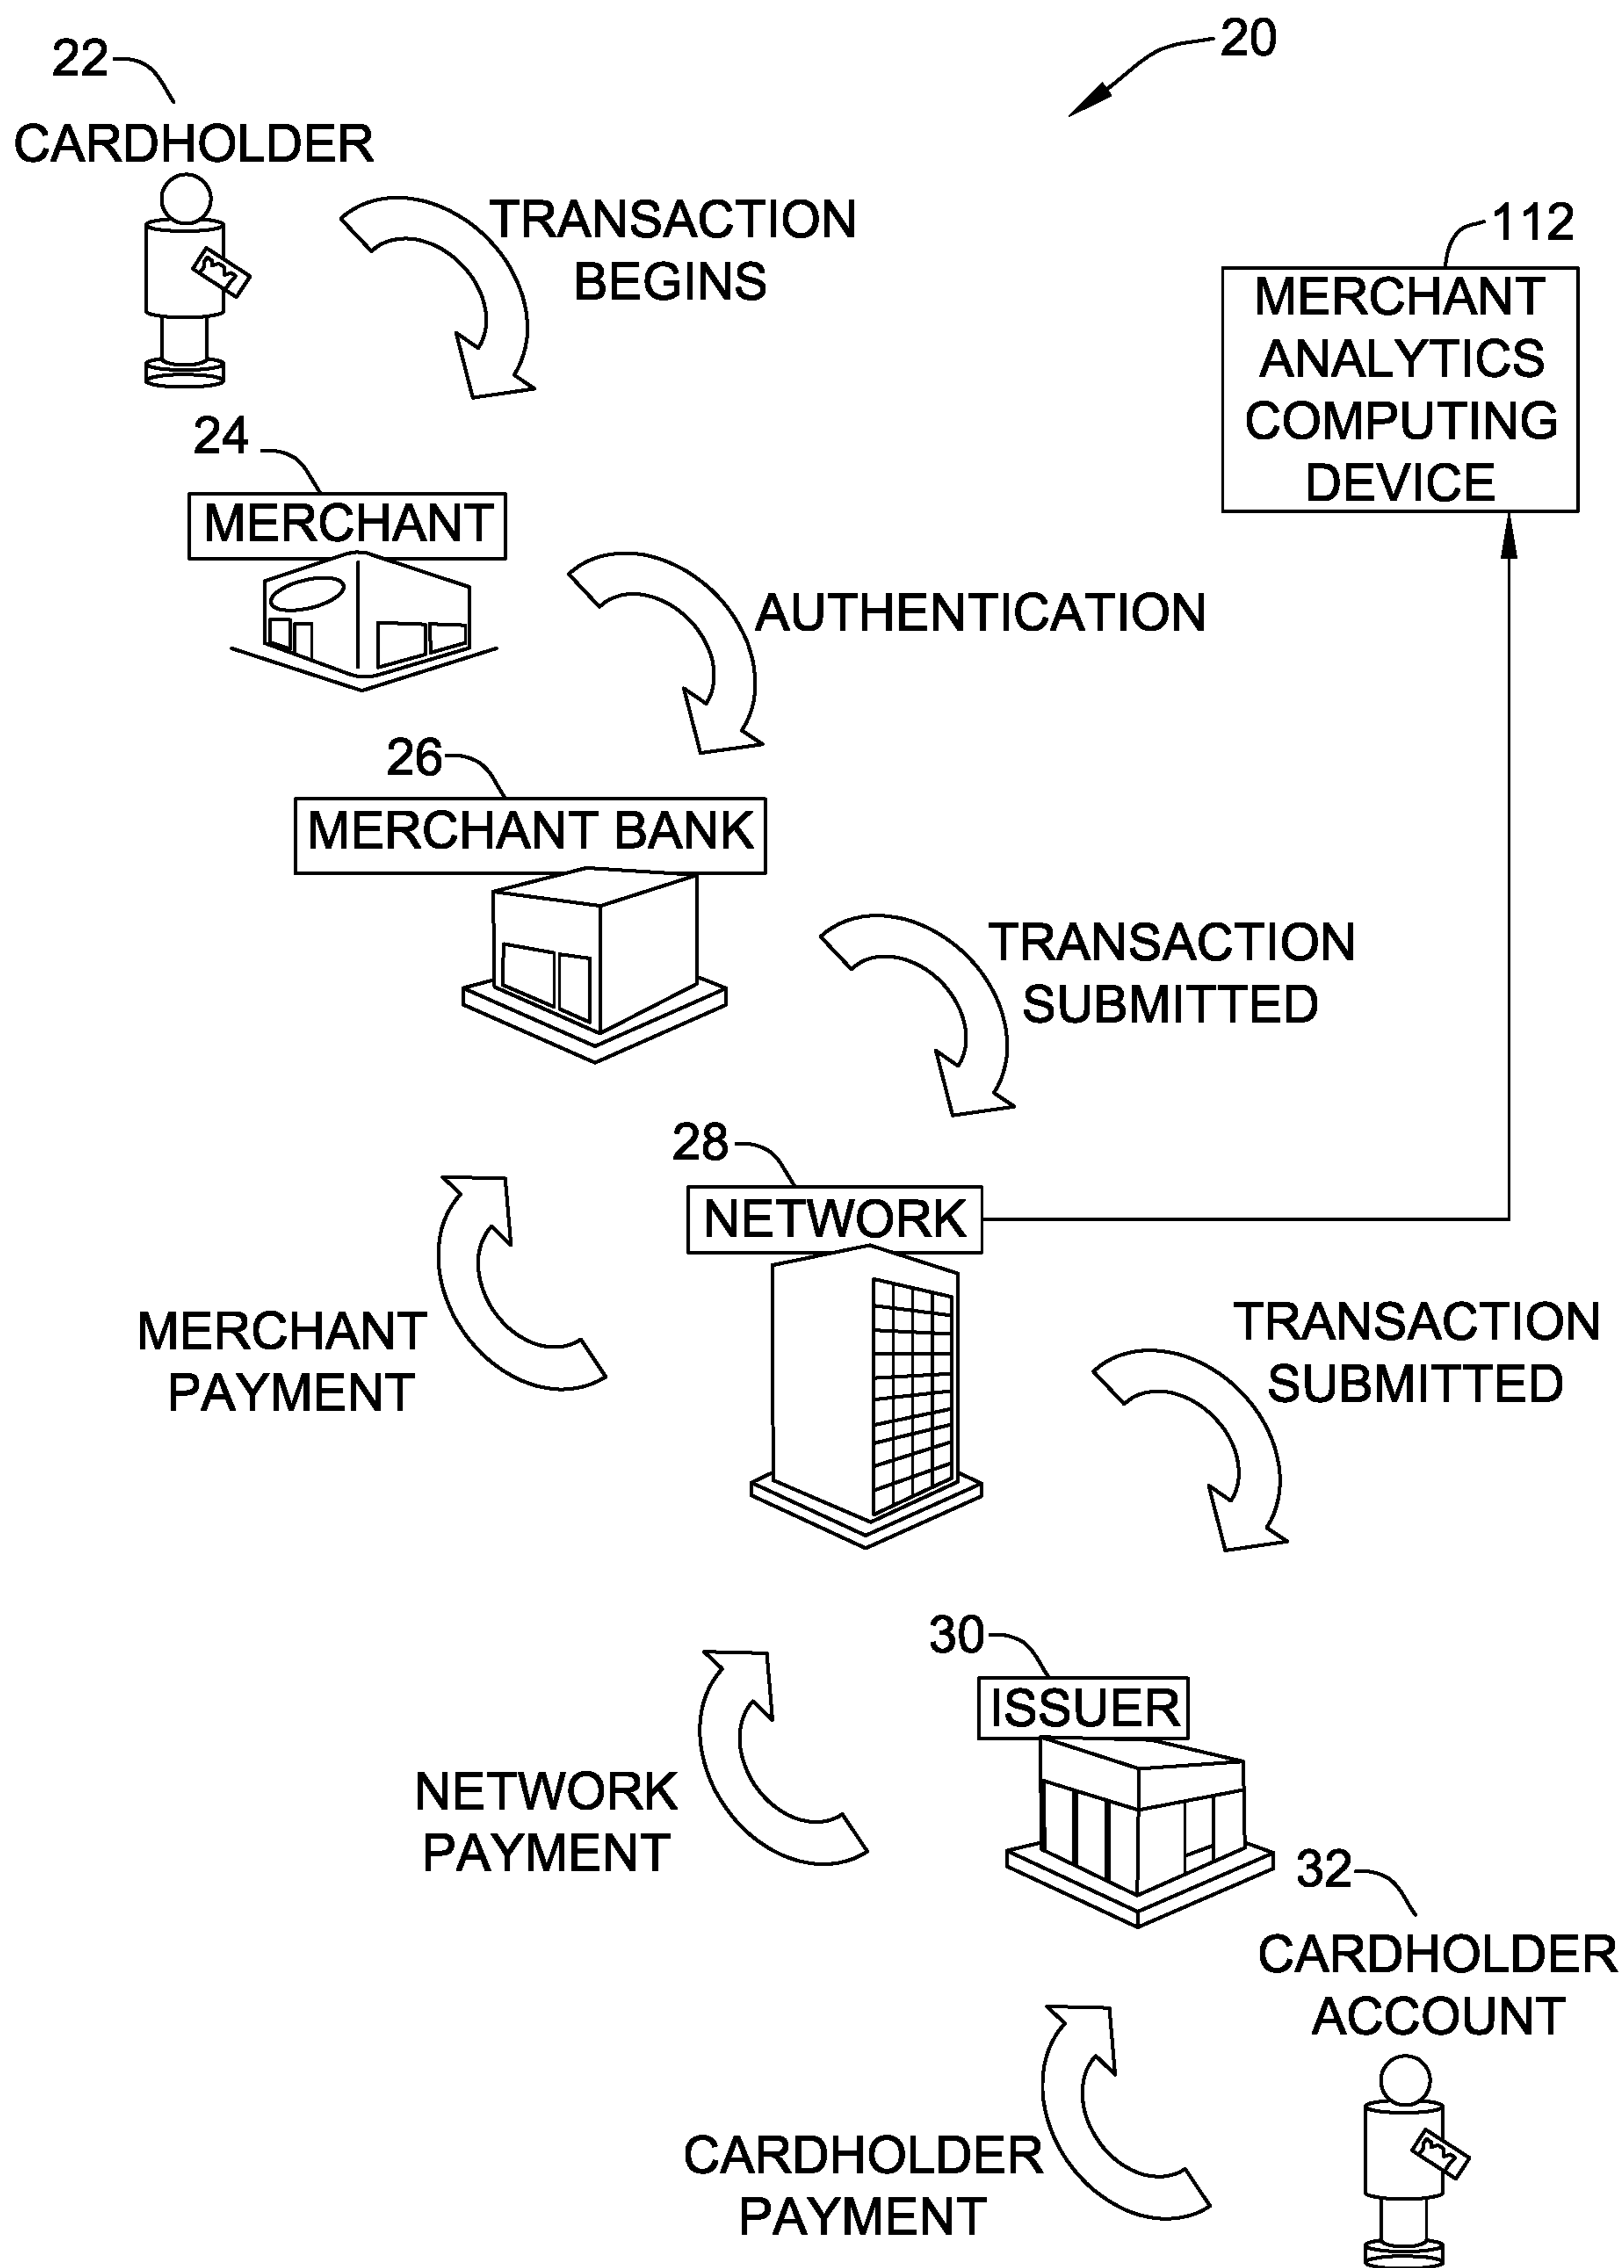 20
22
CARDHOLDER
TRANSACTION
BEGINS
112
MERCHANT
ANALYTICS
COMPUTING
DEVICE
24
MERCHANT
AUTHENTICATION
26
MERCHANT BANK
TRANSACTION
SUBMITTED
28
NETWORK
MERCHANT
PAYMENT
TRANSACTION
SUBMITTED
30
ISSUER
NETWORK
PAYMENT
32
CARDHOLDER
ACCOUNT
CARDHOLDER
PAYMENT